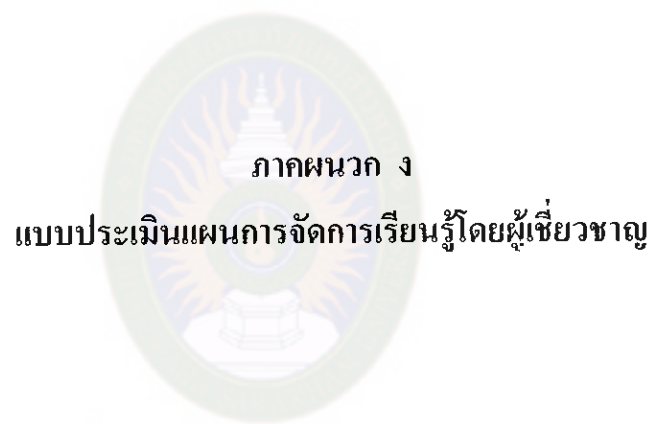 ภาคผนวก ง
แบบประเมินแผนการจัดการเรียนรู้โดยผู้เชี่ยวชาญ